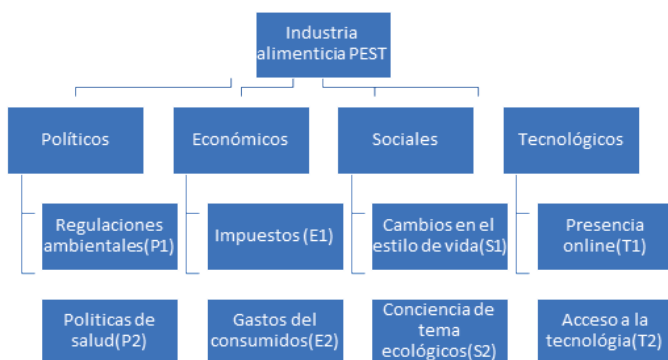 Industria
alimenticia PEST
Políticos
Económicos
Sociales
Tecnológicos
Regulaciones
ambientales(P1)
Impuestos (E1)
Cambios en el
estilo de vida(S1)
Presencia
online(T1)
Politicas de
salud(P2)
Gastos del
consumidos(E2)
Conciencia de
tema
ecológicos(S2)
Acceso a la
tecnológia(T2)